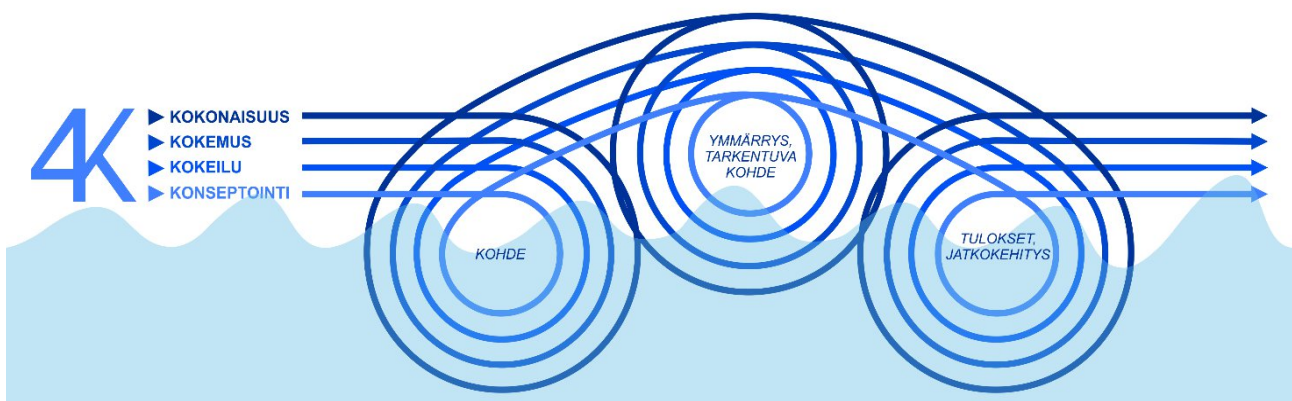 4K
KOKONAISUUS
KOKEMUS
KOKEILU
KONSEPTOINTI
KOHDE
YMMÄRRYS,
TARKENTUVA
KOHDE
TULOKSET,
JATKOKEHITYS